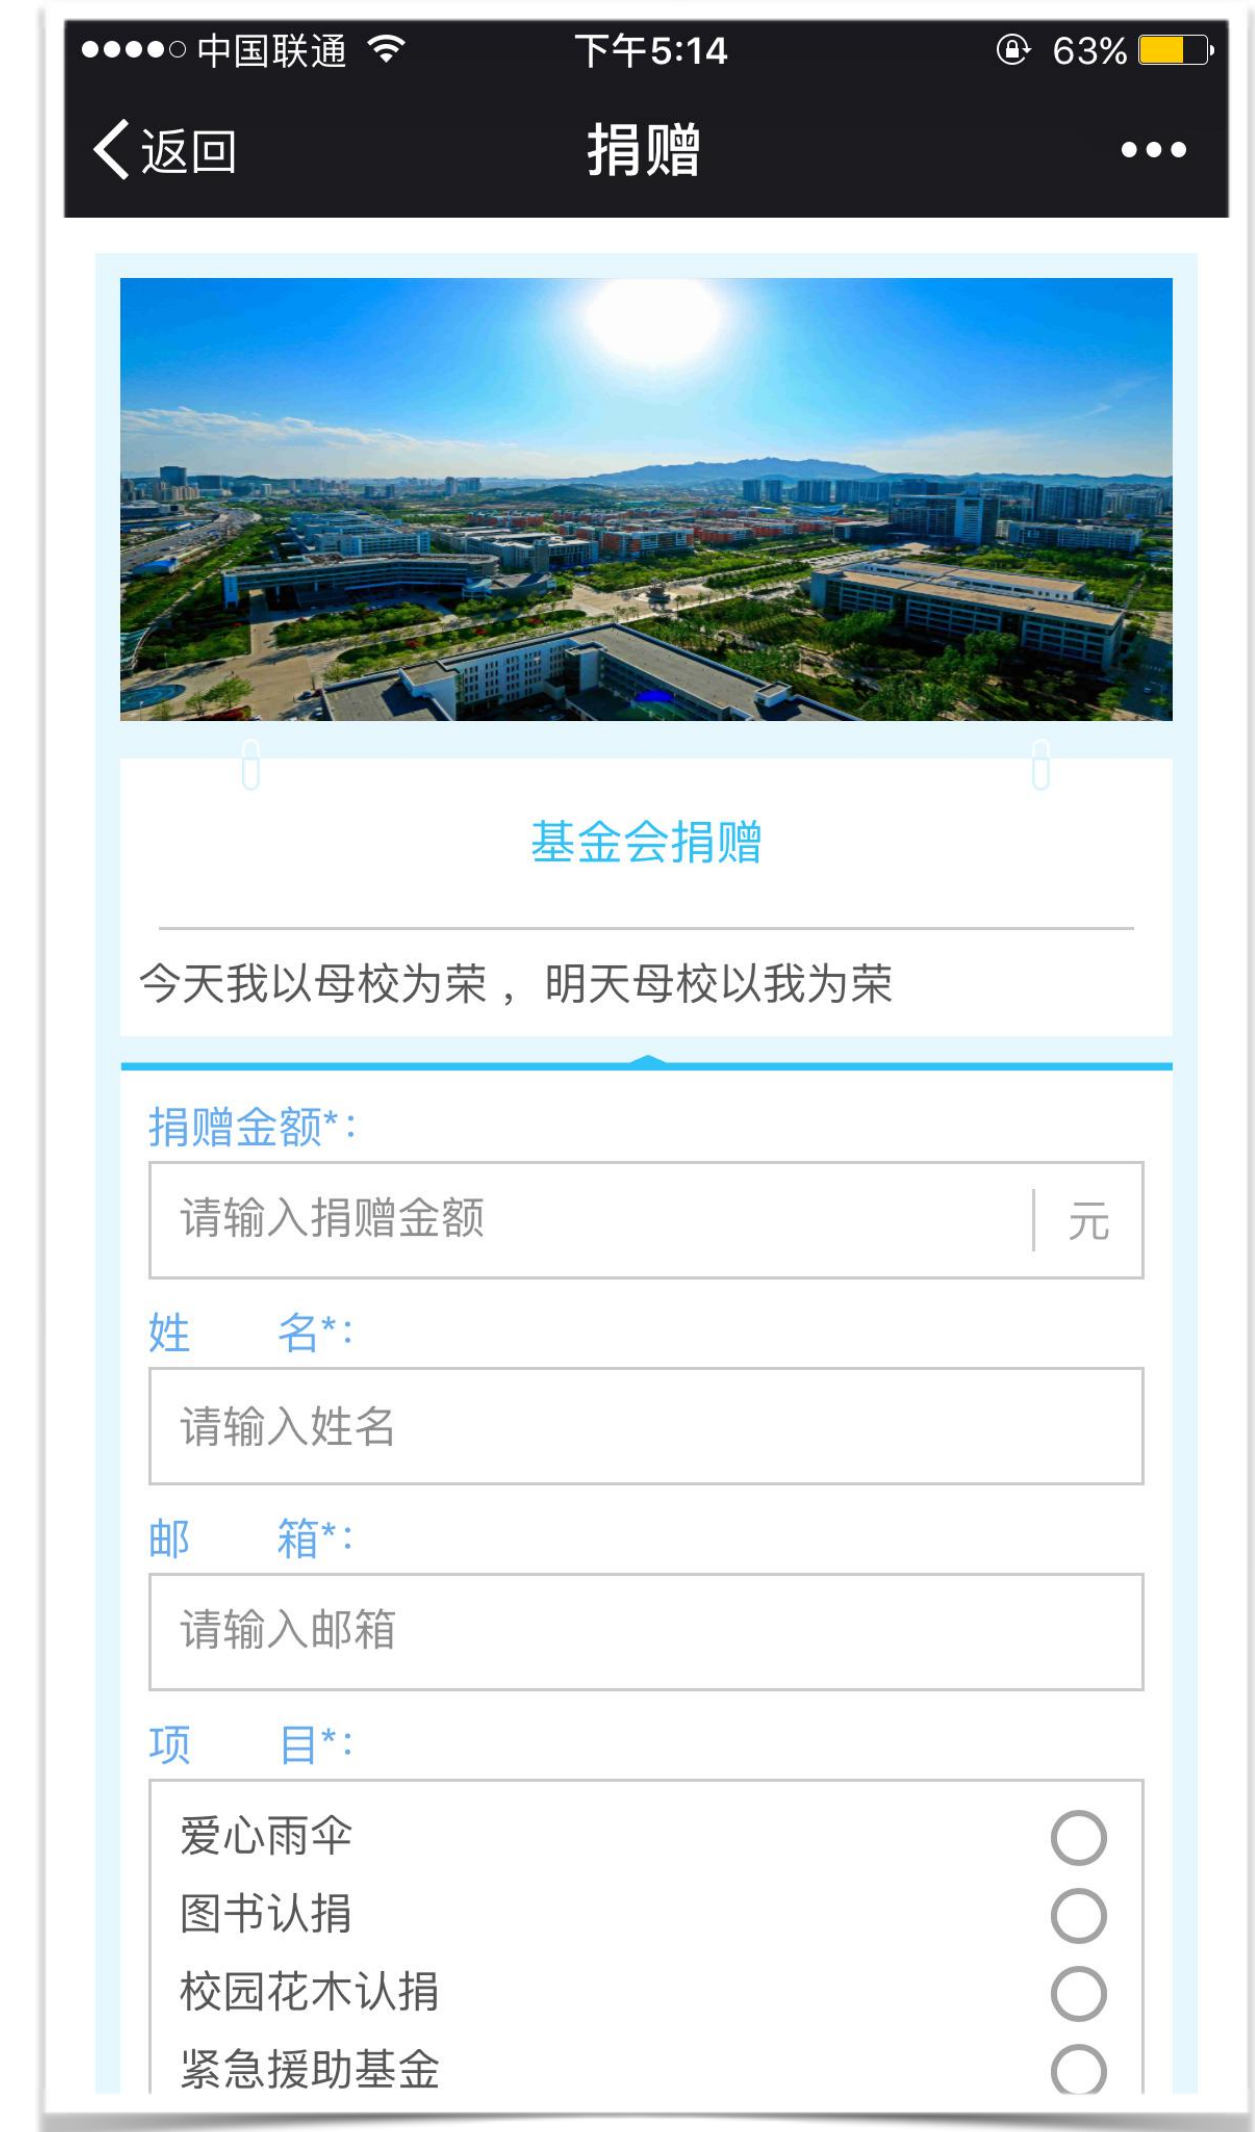 中国联通 下午5:14 63%
返回 捐赠
基金会捐赠
今天我以母校为荣，明天母校以我为荣
捐赠金额*:
请输入捐赠金额 元
姓 名*:
请输入姓名
邮 箱*:
请输入邮箱
项 目*:
爱心雨伞
图书认捐
校园花木认捐
紧急援助基金